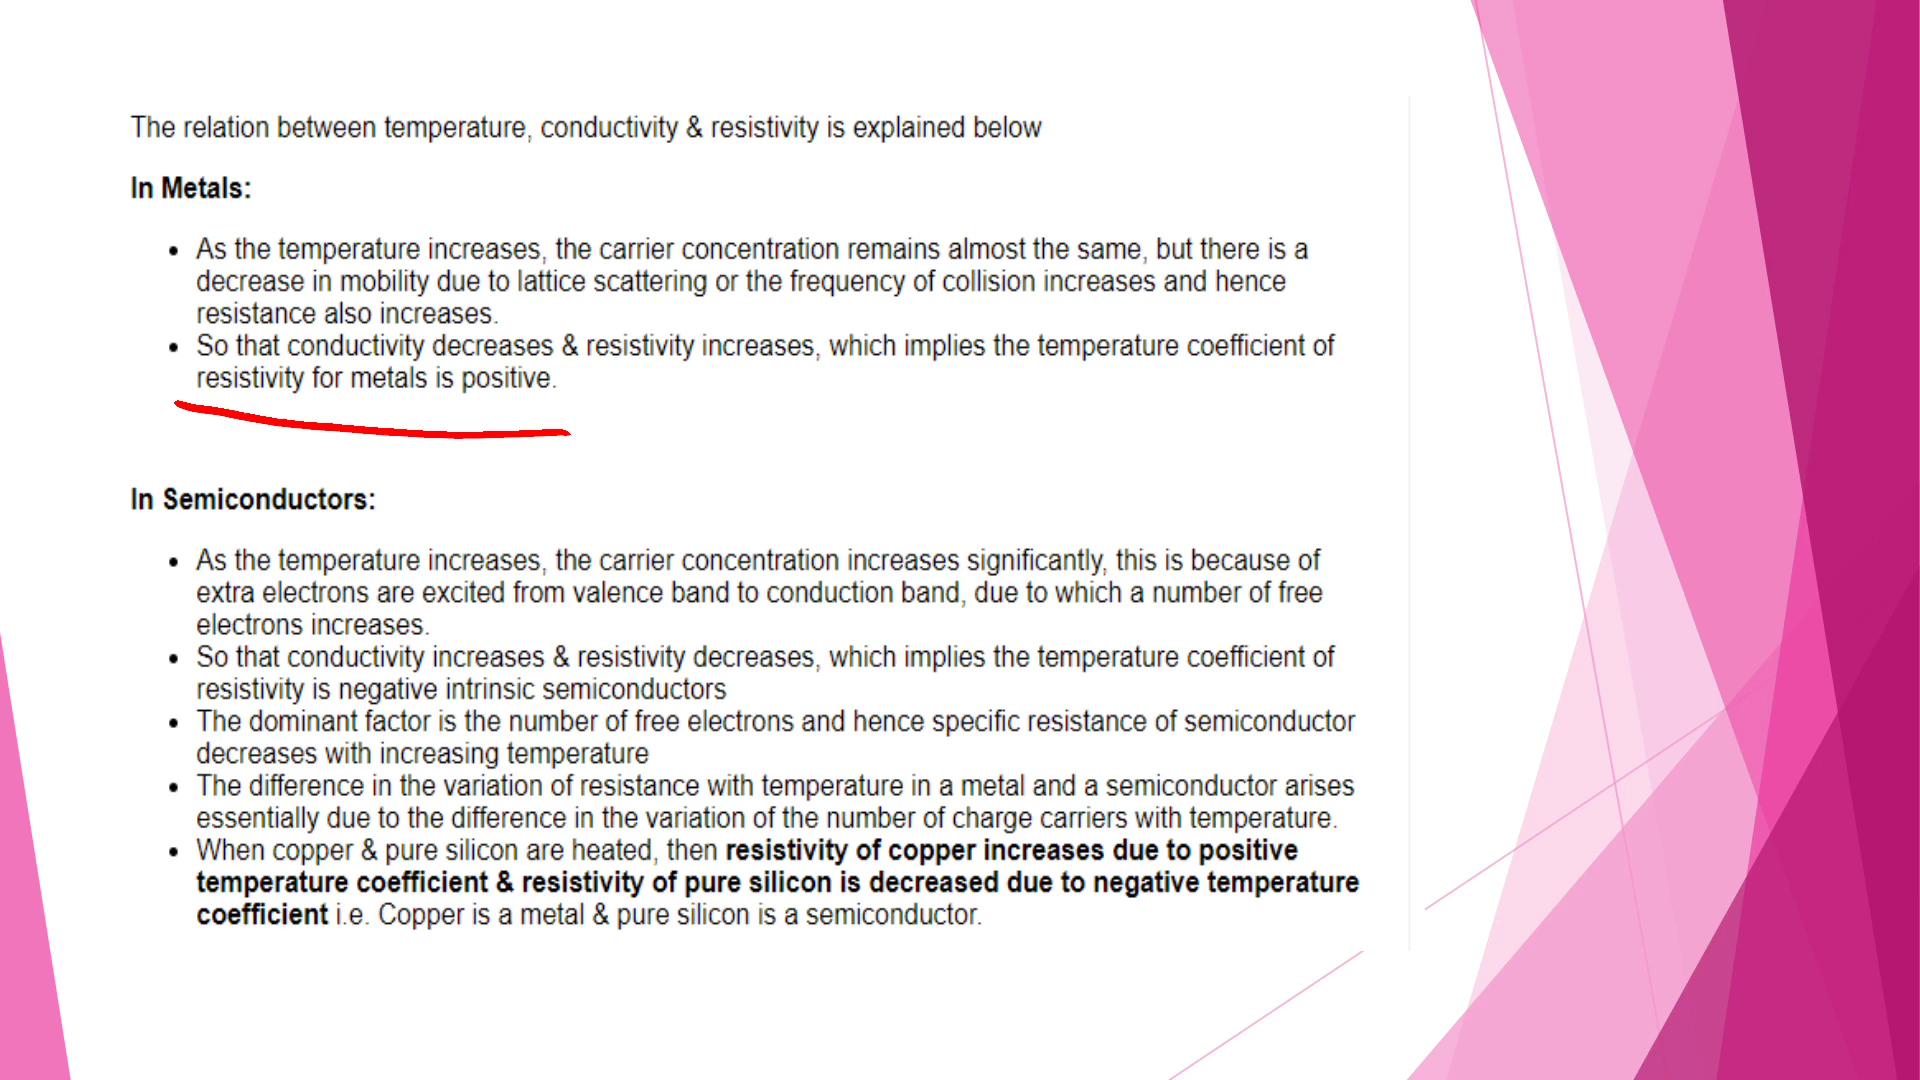 The relation between temperature, conductivity & resistivity is explained below
In Metals:
• As the temperature increases, the carrier concentration remains almost the same, but there is a
decrease in mobility due to lattice scattering or the frequency of collision increases and hence
resistance also increases.
• So that conductivity decreases & resistivity increases, which implies the temperature coefficient of
resistivity for metals is positive.
In Semiconductors:
• As the temperature increases, the carrier concentration increases significantly, this is because of
extra electrons are excited from valence band to conduction band, due to which a number of free
electrons increases.
• So that conductivity increases & resistivity decreases, which implies the temperature coefficient of
resistivity is negative intrinsic semiconductors
• The dominant factor is the number of free electrons and hence specific resistance of semiconductor
decreases with increasing temperature
• The difference in the variation of resistance with temperature in a metal and a semiconductor arises
essentially due to the difference in the variation of the number of charge carriers with temperature.
• When copper & pure silicon are heated, then resistivity of copper increases due to positive
temperature coefficient & resistivity of pure silicon is decreased due to negative temperature
coefficient i.e. Copper is a metal & pure silicon is a semiconductor.